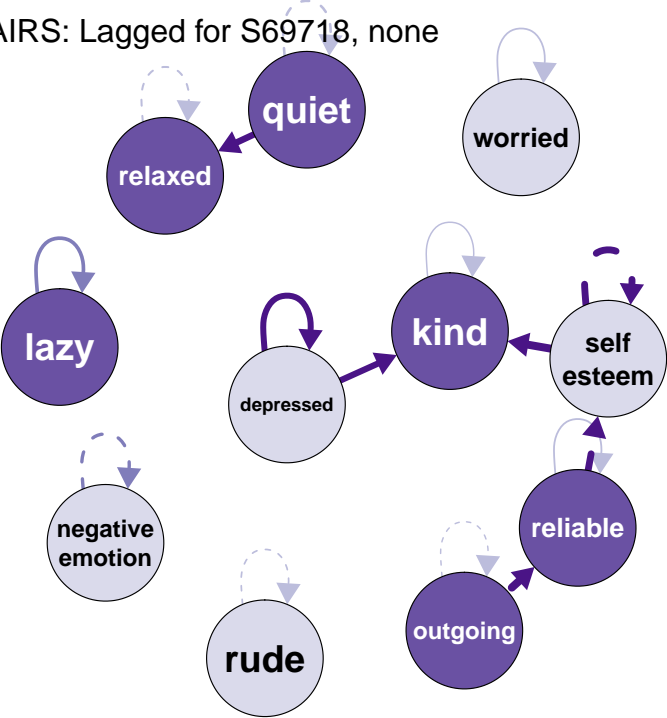 AIRS: Lagged for S69718, none
quiet
worried
relaxed
kind
lazy
self
esteem
depressed
negative
emotion
reliable
outgoing
rude